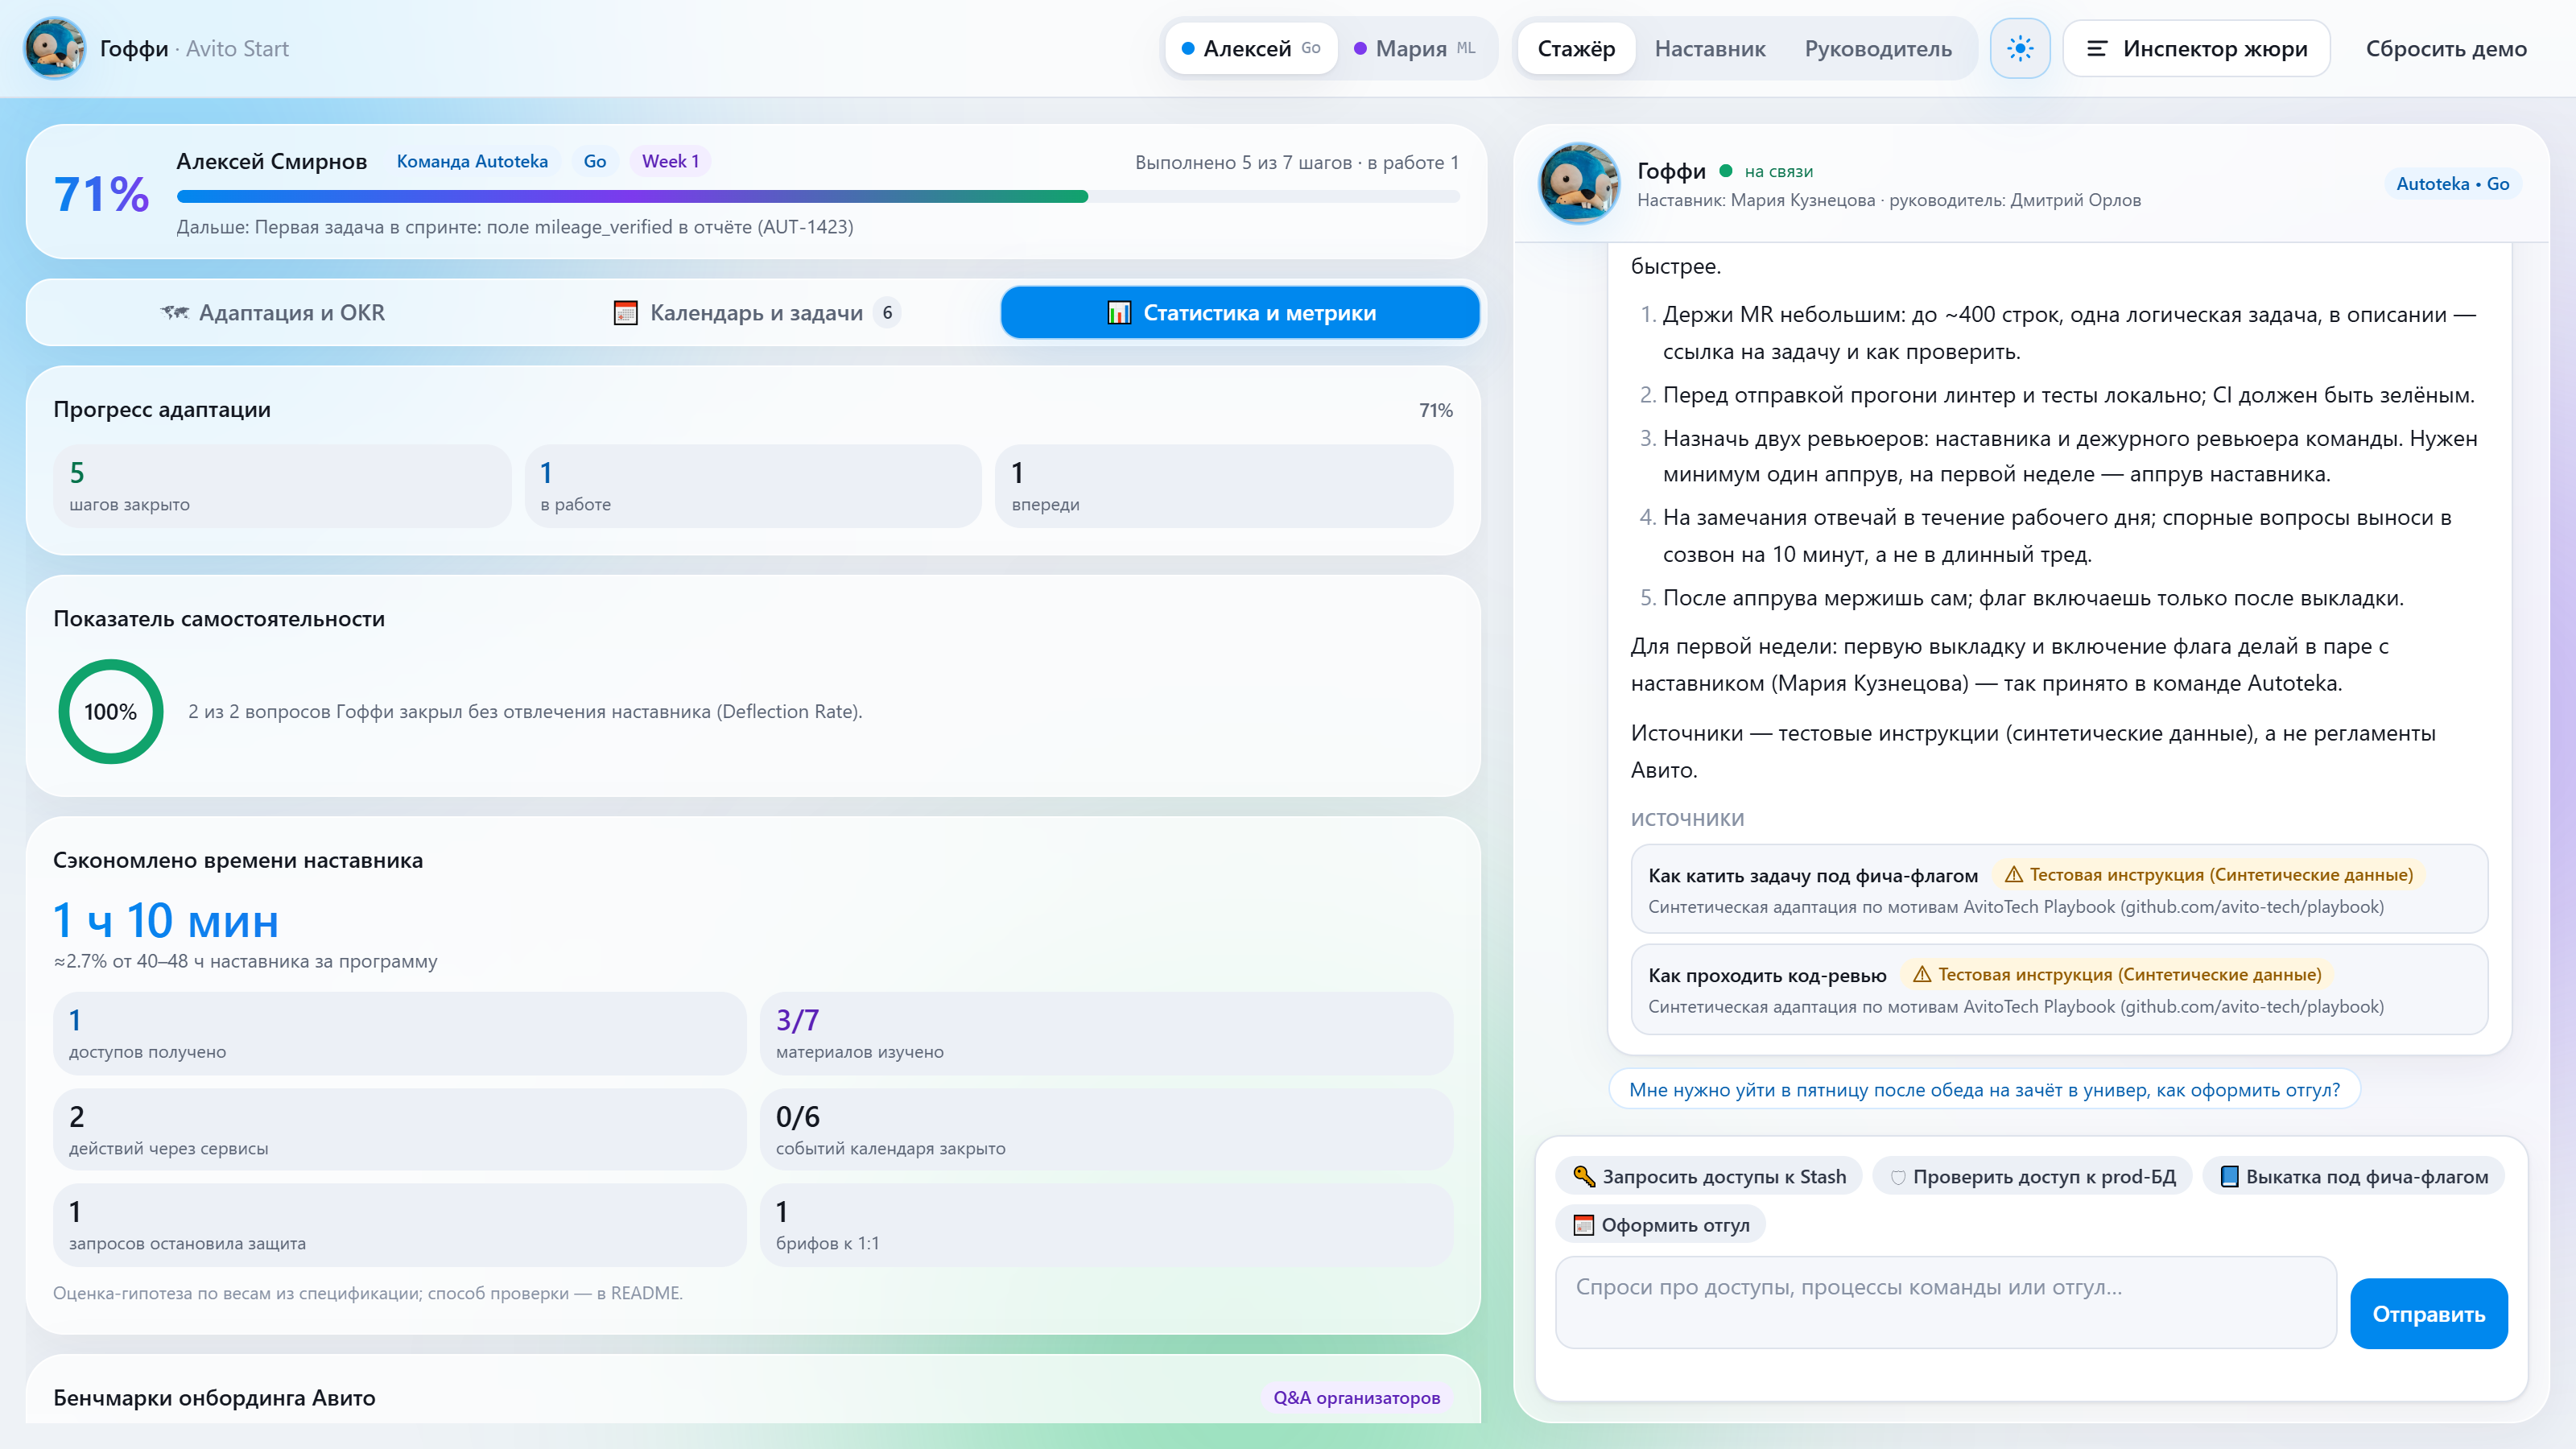 Гоффи · Avito Start
Алексей Go
Мария ML
Стажёр
Наставник
Руководитель
Инспектор жюри
Сбросить демо
71%
Алексей Смирнов
Команда Autoteka
Go
Week 1
Выполнено 5 из 7 шагов · в работе 1
Дальше: Первая задача в спринте: поле mileage_verified в отчёте (AUT-1423)
Адаптация и OKR
Календарь и задачи 6
Статистика и метрики
Прогресс адаптации
71%
5
шагов закрыто
1
в работе
1
впереди
Показатель самостоятельности
100%
2 из 2 вопросов Гоффи закрыл без отвлечения наставника (Deflection Rate).
Сэкономлено времени наставника
1 ч 10 мин
≈2.7% от 40–48 ч наставника за программу
1
доступов получено
3/7
материалов изучено
2
действий через сервисы
0/6
событий календаря закрыто
1
запросов остановила защита
1
брифов к 1:1
Оценка-гипотеза по весам из спецификации; способ проверки — в README.
Бенчмарки онбординга Авито
Q&A организаторов
Гоффи
на связи
Наставник: Мария Кузнецова · руководитель: Дмитрий Орлов
Autoteka • Go
быстрее.
1. Держи MR небольшим: до ~400 строк, одна логическая задача, в описании —
ссылка на задачу и как проверить.
2. Перед отправкой прогони линтер и тесты локально; CI должен быть зелёным.
3. Назначь двух ревьюеров: наставника и дежурного ревьюера команды. Нужен
минимум один аппрув, на первой неделе — аппрув наставника.
4. На замечания отвечай в течение рабочего дня; спорные вопросы выноси в
созвон на 10 минут, а не в длинный тред.
5. После аппрува мержишь сам; флаг включаешь только после выкладки.
Для первой недели: первую выкладку и включение флага делай в паре с
наставником (Мария Кузнецова) — так принято в команде Autoteka.
Источники — тестовые инструкции (синтетические данные), а не регламенты
Авито.
ИСТОЧНИКИ
Как катить задачу под фича-флагом
Тестовая инструкция (Синтетические данные)
Синтетическая адаптация по мотивам AvitoTech Playbook (github.com/avito-tech/playbook)
Как проходить код-ревью
Тестовая инструкция (Синтетические данные)
Синтетическая адаптация по мотивам AvitoTech Playbook (github.com/avito-tech/playbook)
Мне нужно уйти в пятницу после обеда на зачёт в универ, как оформить отгул?
Запросить доступы к Stash
Проверить доступ к prod-БД
Выкатка под фича-флагом
Оформить отгул
Спроси про доступы, процессы команды или отгул…
Отправить